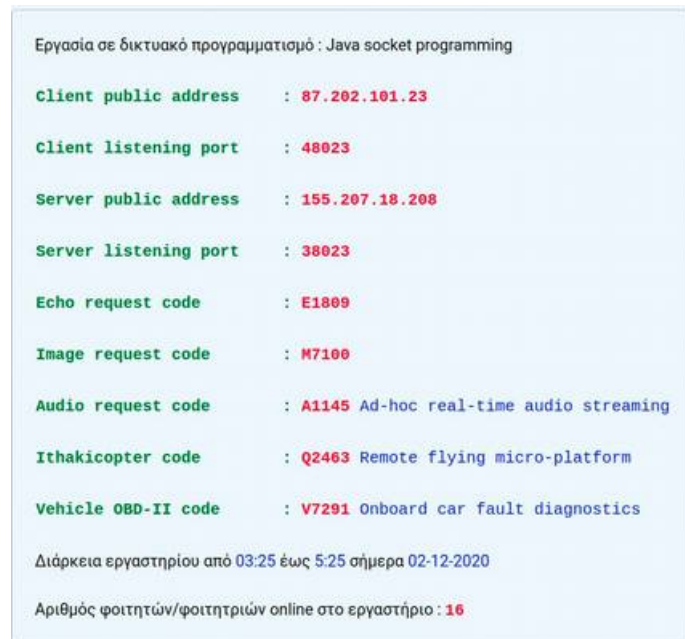 Εργασία σε δικτυακό προγραμματισμό : Java socket programming
Client public address : 87.202.101.23
Client listening port : 48023
Server public address : 155.207.18.208
Server listening port : 38023
Echo request code : E1809
Image request code : M7100
Audio request code : A1145 Ad-hoc real-time audio streaming
Ithakicopter code : Q2463 Remote flying micro-platform
Vehicle OBD-II code : V7291 Onboard car fault diagnostics
Διάρκεια εργαστηρίου από 03:25 έως 5:25 σήμερα 02-12-2020
Αριθμός φοιτητών/φοιτητριών online στο εργαστήριο : 16